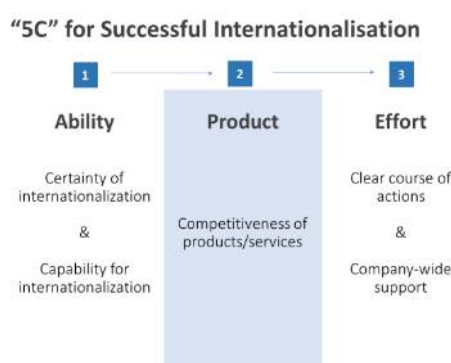 “5C” for Successful Internationalisation
1
2
3
Ability
Product
Effort
Certainty of
internationalization
&
Capability for
internationalization
Competitiveness of
products/services
Clear course of
actions
&
Company-wide
support